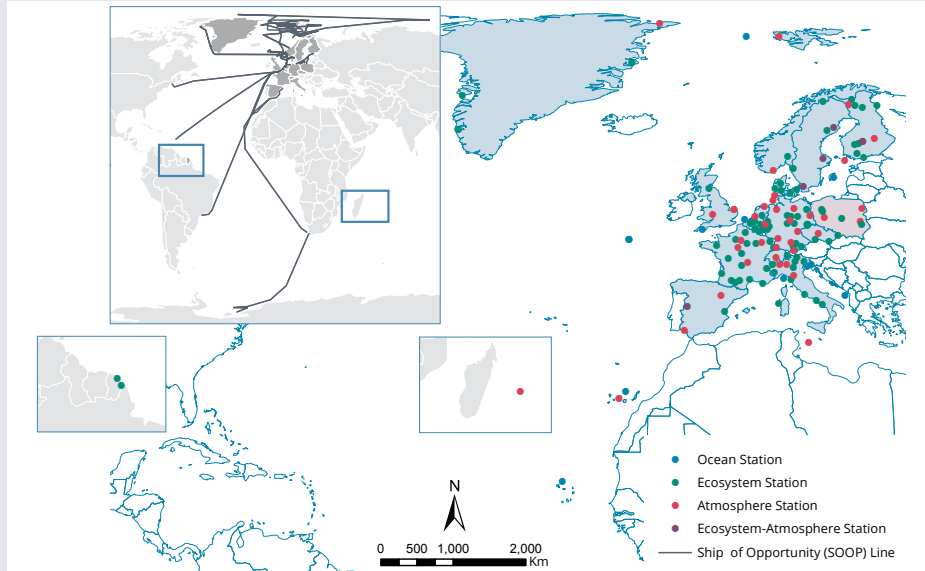 Ocean Station
Ecosystem Station
Atmosphere Station
Ecosystem-Atmosphere Station
Ship of Opportunity (SOOP) Line
N
0 500 1,000 2,000
Km